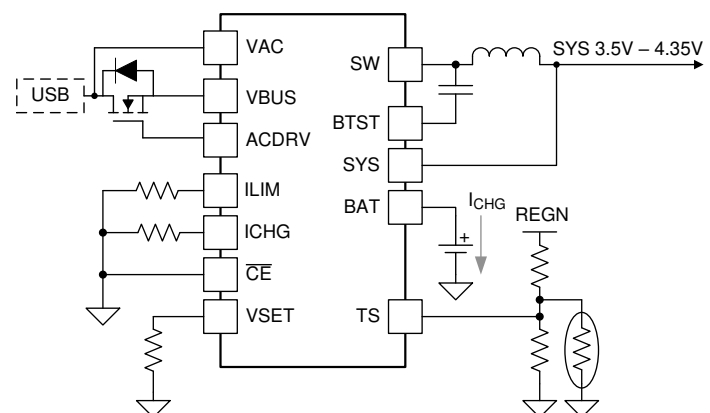 VAC
SW
SYS 3.5V – 4.35V
USB
VBUS
BTST
ACDRV
SYS
ILIM
BAT
ICHG
REGN
ICHG
CE
+
VSET
TS